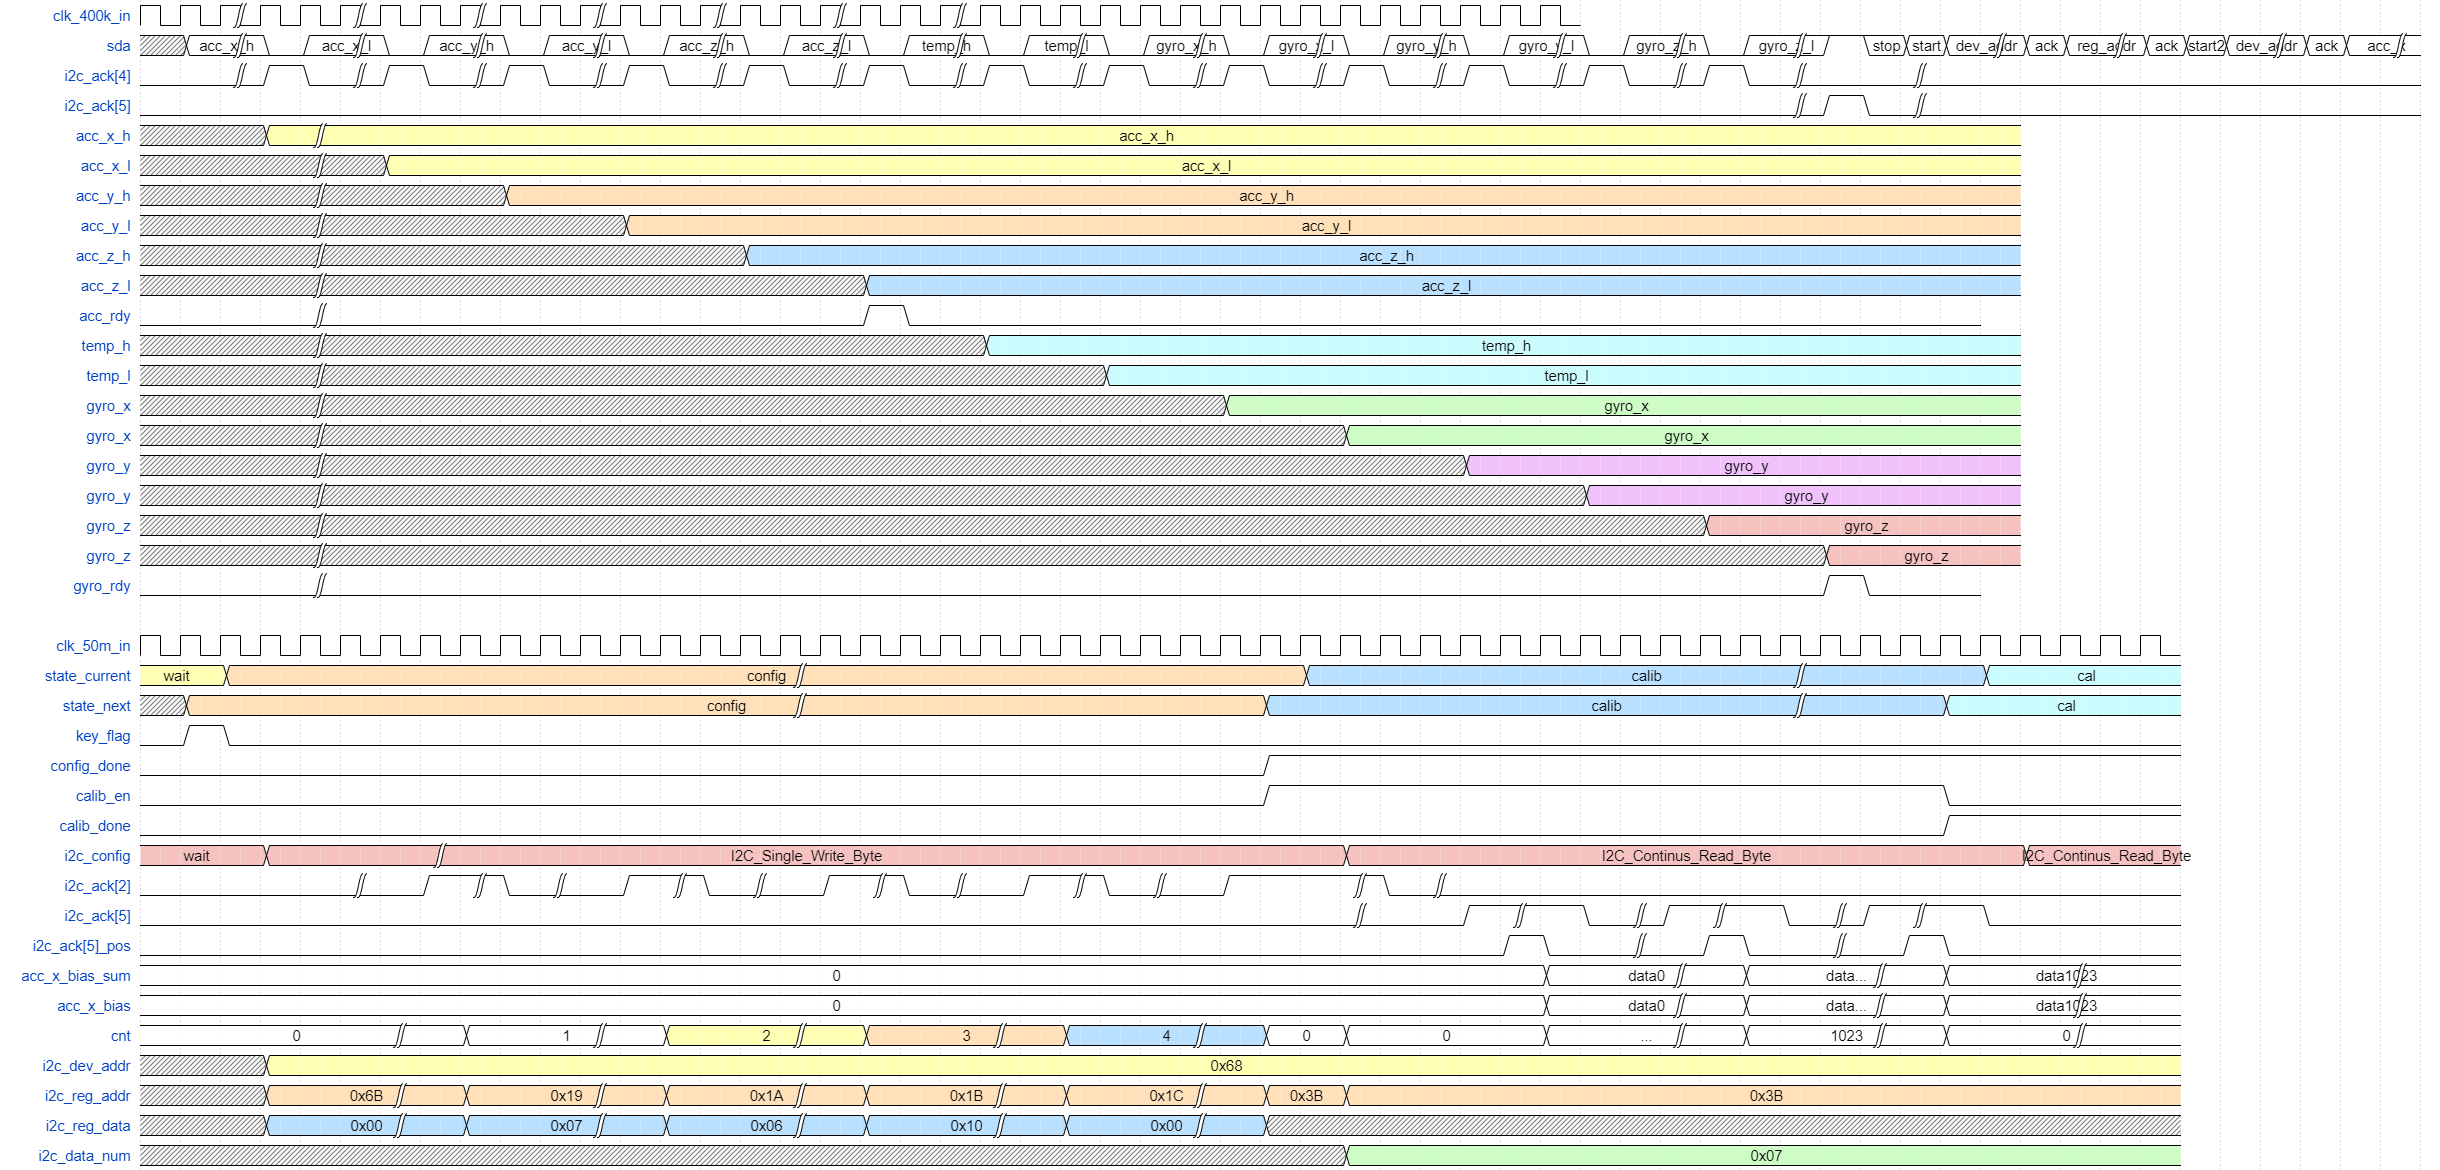 clk_400k_in
sda acc_x_h acc_x_l acc_y_h acc_y_l acc_z_h acc_z_l temp_h temp_l gyro_x_h gyro_x_l gyro_y_h gyro_y_l gyro_z_h gyro_z_l stop start dev_addr ack reg_addr ack start2 dev_addr ack acc_x
i2c_ack[4]
i2c_ack[5]
acc_x_h acc_x_h
acc_x_l acc_x_l
acc_y_h acc_y_h
acc_y_l acc_y_l
acc_z_h acc_z_h
acc_z_l acc_z_l
acc_rdy
temp_h temp_h
temp_l temp_l
gyro_x gyro_x
gyro_x gyro_x
gyro_y gyro_y
gyro_y gyro_y
gyro_z gyro_z
gyro_z gyro_z
gyro_rdy
clk_50m_in
state_current wait config calib cal
state_next config calib cal
key_flag
config_done
calib_en
calib_done
i2c_config wait I2C_Single_Write_Byte I2C_Continus_Read_Byte I2C_Continus_Read_Byte
i2c_ack[2]
i2c_ack[5]
i2c_ack[5]_pos
acc_x_bias_sum 0 data0 data... data1023
acc_x_bias 0 data0 data... data1023
cnt 0 1 2 3 4 0 0 ... 1023 0
i2c_dev_addr 0x68
i2c_reg_addr 0x6B 0x19 0x1A 0x1B 0x1C 0x3B 0x3B
i2c_reg_data 0x00 0x07 0x06 0x10 0x00
i2c_data_num 0x07